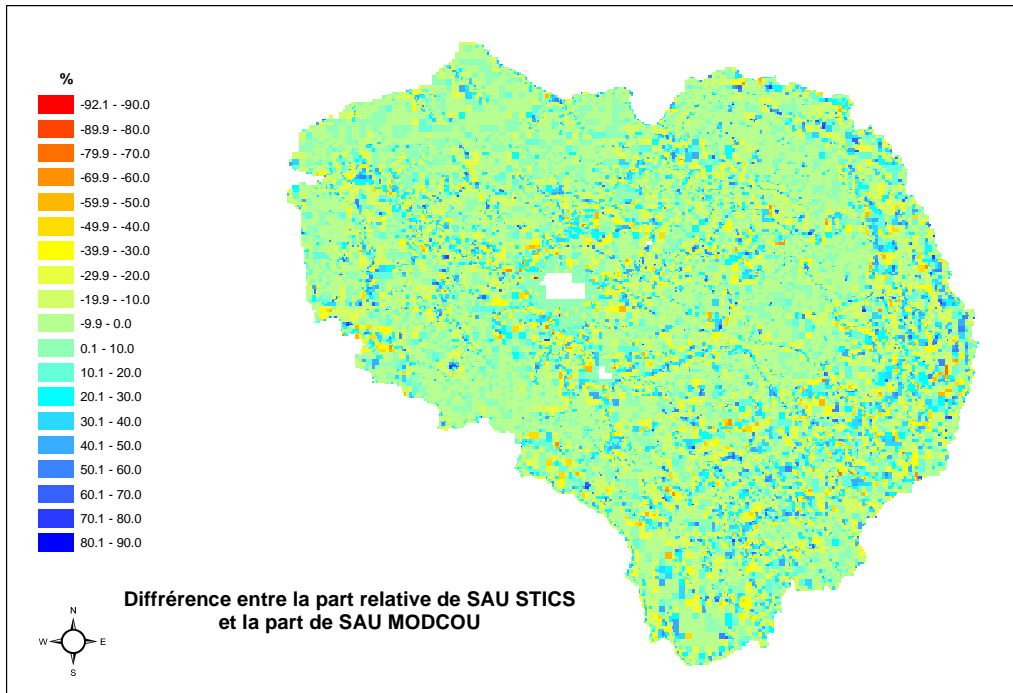 %
-92.1 - -90.0
-89.9 - -80.0
-79.9 - -70.0
-69.9 - -60.0
-59.9 - -50.0
-49.9 - -40.0
-39.9 - -30.0
-29.9 - -20.0
-19.9 - -10.0
-9.9 - 0.0
0.1 - 10.0
10.1 - 20.0
20.1 - 30.0
30.1 - 40.0
40.1 - 50.0
50.1 - 60.0
60.1 - 70.0
70.1 - 80.0
80.1 - 90.0
Diffrérence entre la part relative de SAU STICS
et la part de SAU MODCOU
N
W E
S